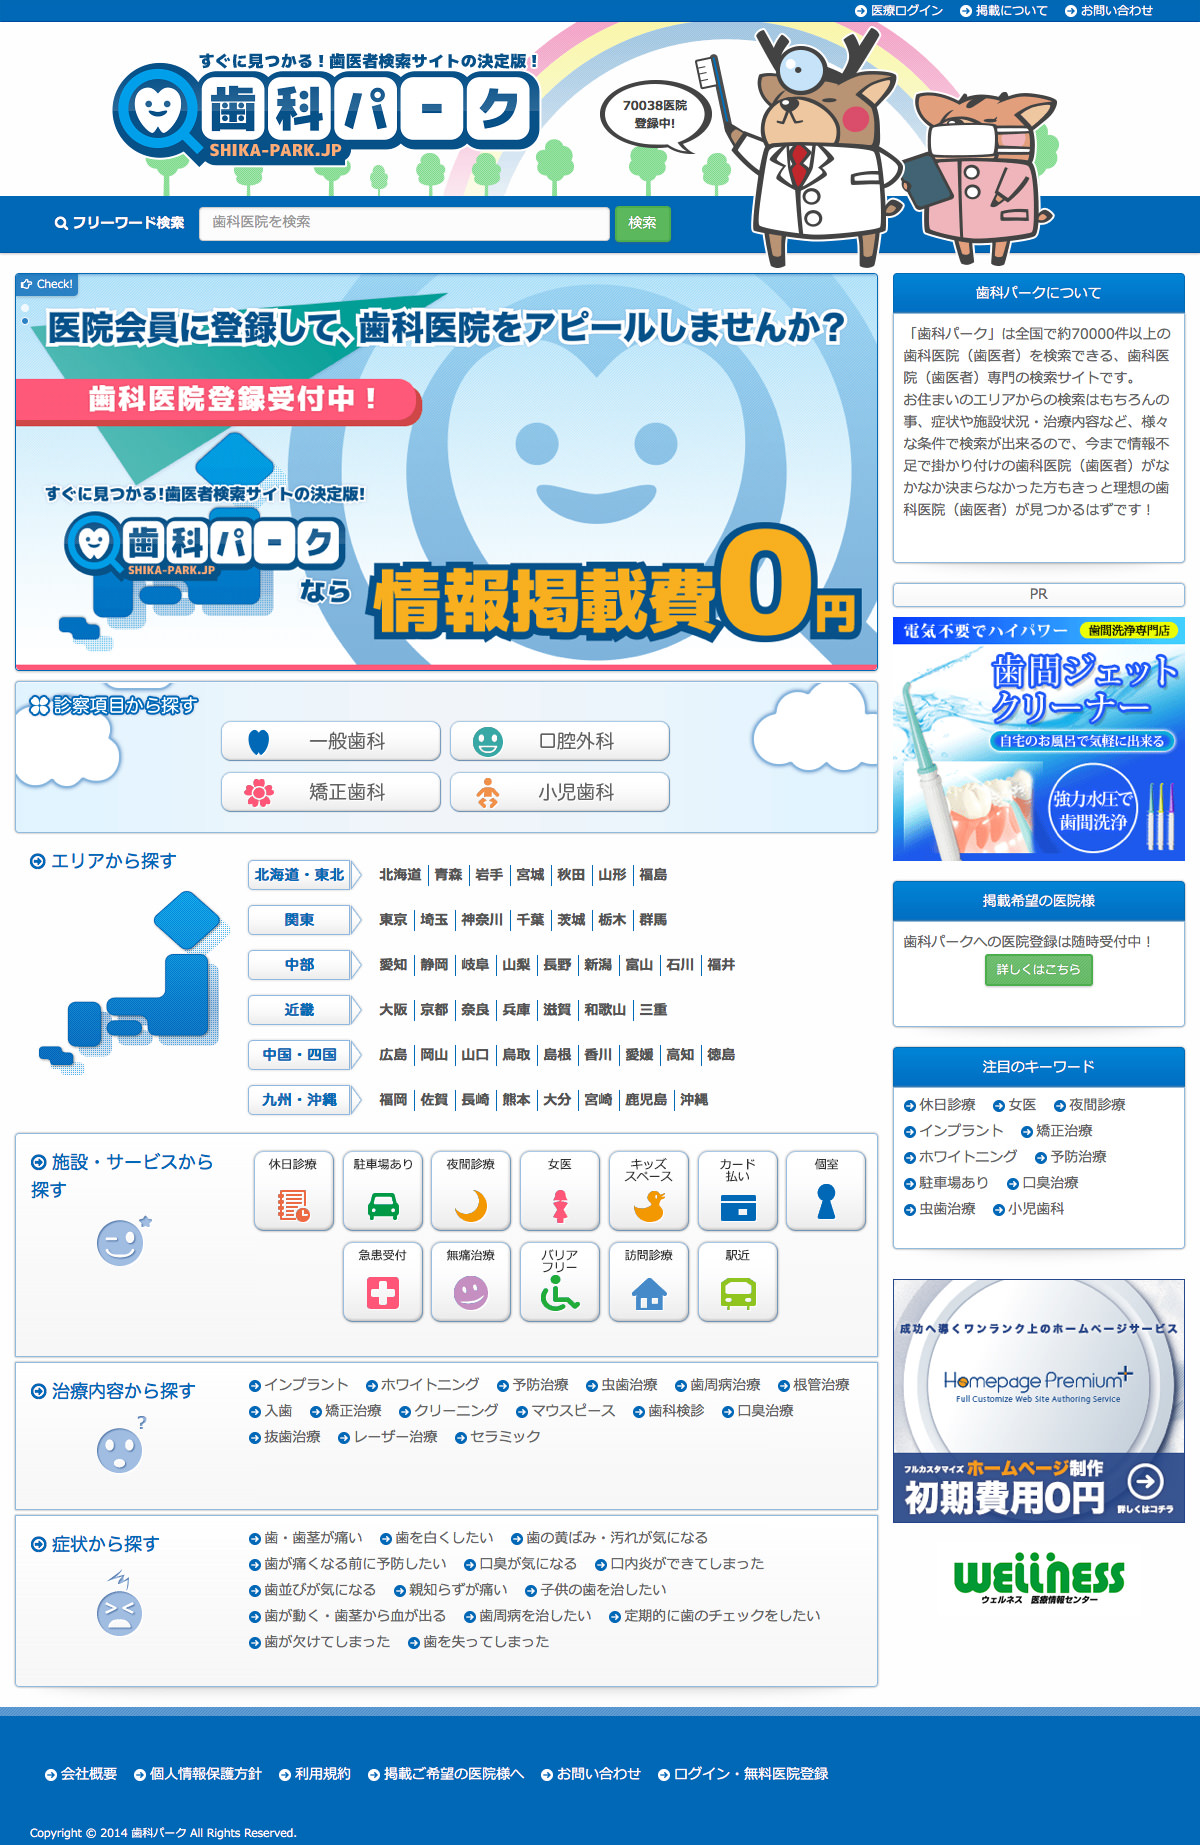 医療ログイン 掲載について お問い合わせ
すぐに見つかる！歯医者検索サイトの決定版！
歯科パーク
SHIKA-PARK.JP
70038医院
登録中!
フリーワード検索 歯科医院を検索 検索
Check!
医院会員に登録して、歯科医院をアピールしませんか？
歯科医院登録受付中！
すぐに見つかる!歯医者検索サイトの決定版!
歯科パーク
SHIKA-PARK.JP
なら
情報掲載費0円
診察項目から探す
一般歯科 口腔外科
矯正歯科 小児歯科
エリアから探す
北海道・東北 北海道 青森 岩手 宮城 秋田 山形 福島
関東 東京 埼玉 神奈川 千葉 茨城 栃木 群馬
中部 愛知 静岡 岐阜 山梨 長野 新潟 富山 石川 福井
近畿 大阪 京都 奈良 兵庫 滋賀 和歌山 三重
中国・四国 広島 岡山 山口 鳥取 島根 香川 愛媛 高知 徳島
九州・沖縄 福岡 佐賀 長崎 熊本 大分 宮崎 鹿児島 沖縄
施設・サービスから
探す
休日診療 駐車場あり 夜間診療 女医 キッズ
スペース カード
払い 個室
急患受付 無痛治療 バリア
フリー 訪問診療 駅近
治療内容から探す
?
インプラント ホワイトニング 予防治療 虫歯治療 歯周病治療 根管治療
入歯 矯正治療 クリーニング マウスピース 歯科検診 口臭治療
抜歯治療 レーザー治療 セラミック
症状から探す
歯・歯茎が痛い 歯を白くしたい 歯の黄ばみ・汚れが気になる
歯が痛くなる前に予防したい 口臭が気になる 口内炎ができてしまった
歯並びが気になる 親知らずが痛い 子供の歯を治したい
歯が動く・歯茎から血が出る 歯周病を治したい 定期的に歯のチェックをしたい
歯が欠けてしまった 歯を失ってしまった
歯科パークについて
「歯科パーク」は全国で約70000件以上の
歯科医院（歯医者）を検索できる、歯科医
院（歯医者）専門の検索サイトです。
お住まいのエリアからの検索はもちろんの
事、症状や施設状況・治療内容など、様々
な条件で検索が出来るので、今まで情報不
足で掛かり付けの歯科医院（歯医者）がな
かなか決まらなかった方もきっと理想の歯
科医院（歯医者）が見つかるはずです！
PR
電気不要でハイパワー 歯間洗浄専門店
歯間ジェット
クリーナー
自宅のお風呂で気軽に出来る
強力水圧で
歯間洗浄
掲載希望の医院様
歯科パークへの医院登録は随時受付中！
詳しくはこちら
注目のキーワード
休日診療 女医 夜間診療
インプラント 矯正治療
ホワイトニング 予防治療
駐車場あり 口臭治療
虫歯治療 小児歯科
成功へ導くワンランク上のホームページサービス
Homepage Premium+
Full Customize Web Site Authoring Service
フルカスタマイズ ホームページ制作
初期費用0円
詳しくはコチラ
wellness
ウェルネス 医療情報センター
会社概要 個人情報保護方針 利用規約 掲載ご希望の医院様へ お問い合わせ ログイン・無料医院登録
Copyright © 2014 歯科パーク All Rights Reserved.